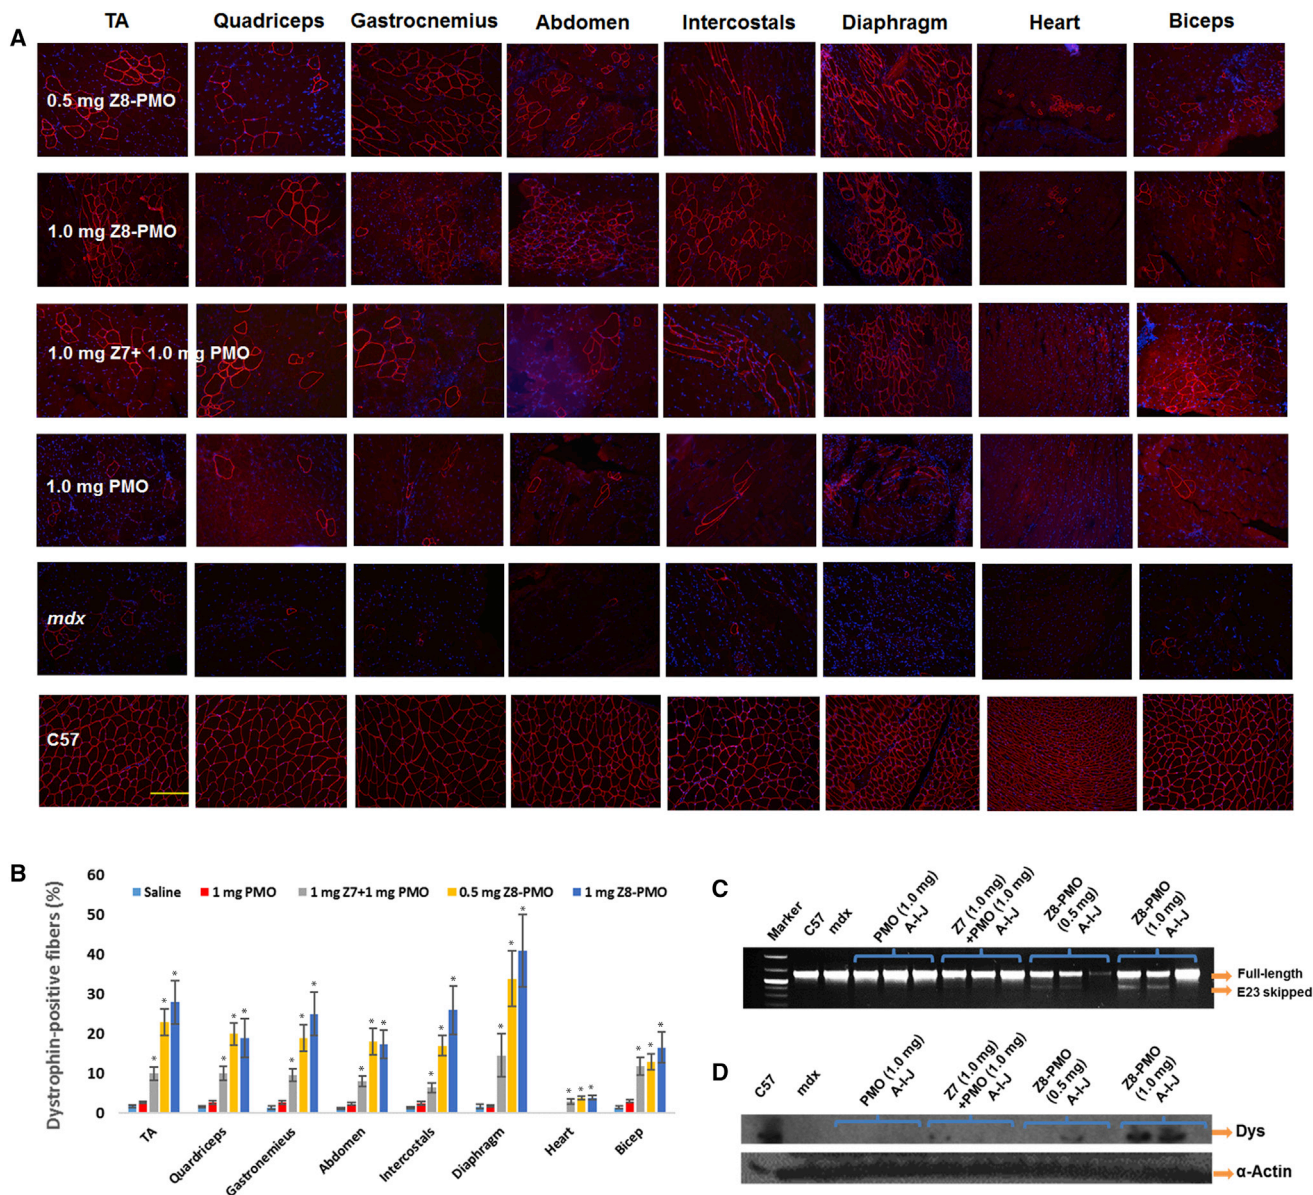 TA Quadriceps Gastrocnemius Abdomen Intercostals Diaphragm Heart Biceps
A
0.5 mg Z8-PMO
1.0 mg Z8-PMO
1.0 mg Z7+ 1.0 mg PMO
1.0 mg PMO
mdx
C57
B
Dystrophin-positive fibers (%)
60
50
40
30
20
10
0
Saline 1 mg PMO 1 mg Z7+1 mg PMO 0.5 mg Z8-PMO 1 mg Z8-PMO
* * * * * * * * * * * * * * * * * * * * * * * *
TA Quardriceps Gastronemieus Abdomen Intercostals Diaphragm Heart Bicep
C
Marker
C57
mdx
PMO (1.0 mg)
A-I-J
Z7 (1.0 mg)
+PMO (1.0 mg)
A-I-J
Z8-PMO
(0.5 mg)
A-I-J
Z8-PMO
(1.0 mg)
A-I-J
Full-length
E23 skipped
D
C57
mdx
PMO (1.0 mg)
A-I-J
Z7 (1.0 mg)
+PMO (1.0 mg)
A-I-J
Z8-PMO
(0.5 mg)
A-I-J
Z8-PMO
(1.0 mg)
A-I-J
Dys
α-Actin